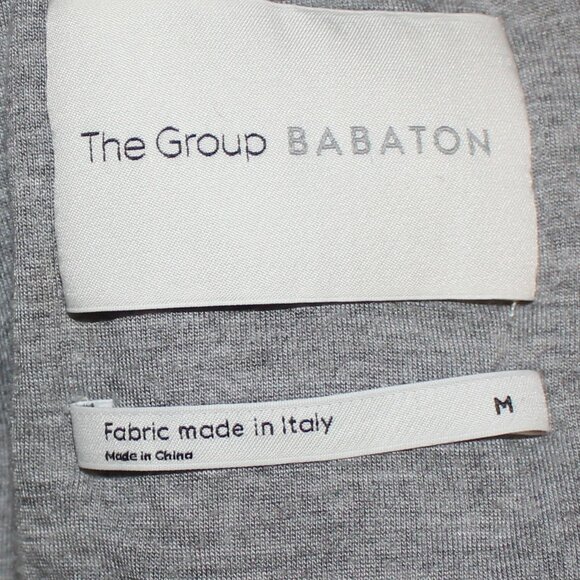 The Group BABATON
Fabric made in Italy
Made in China
M